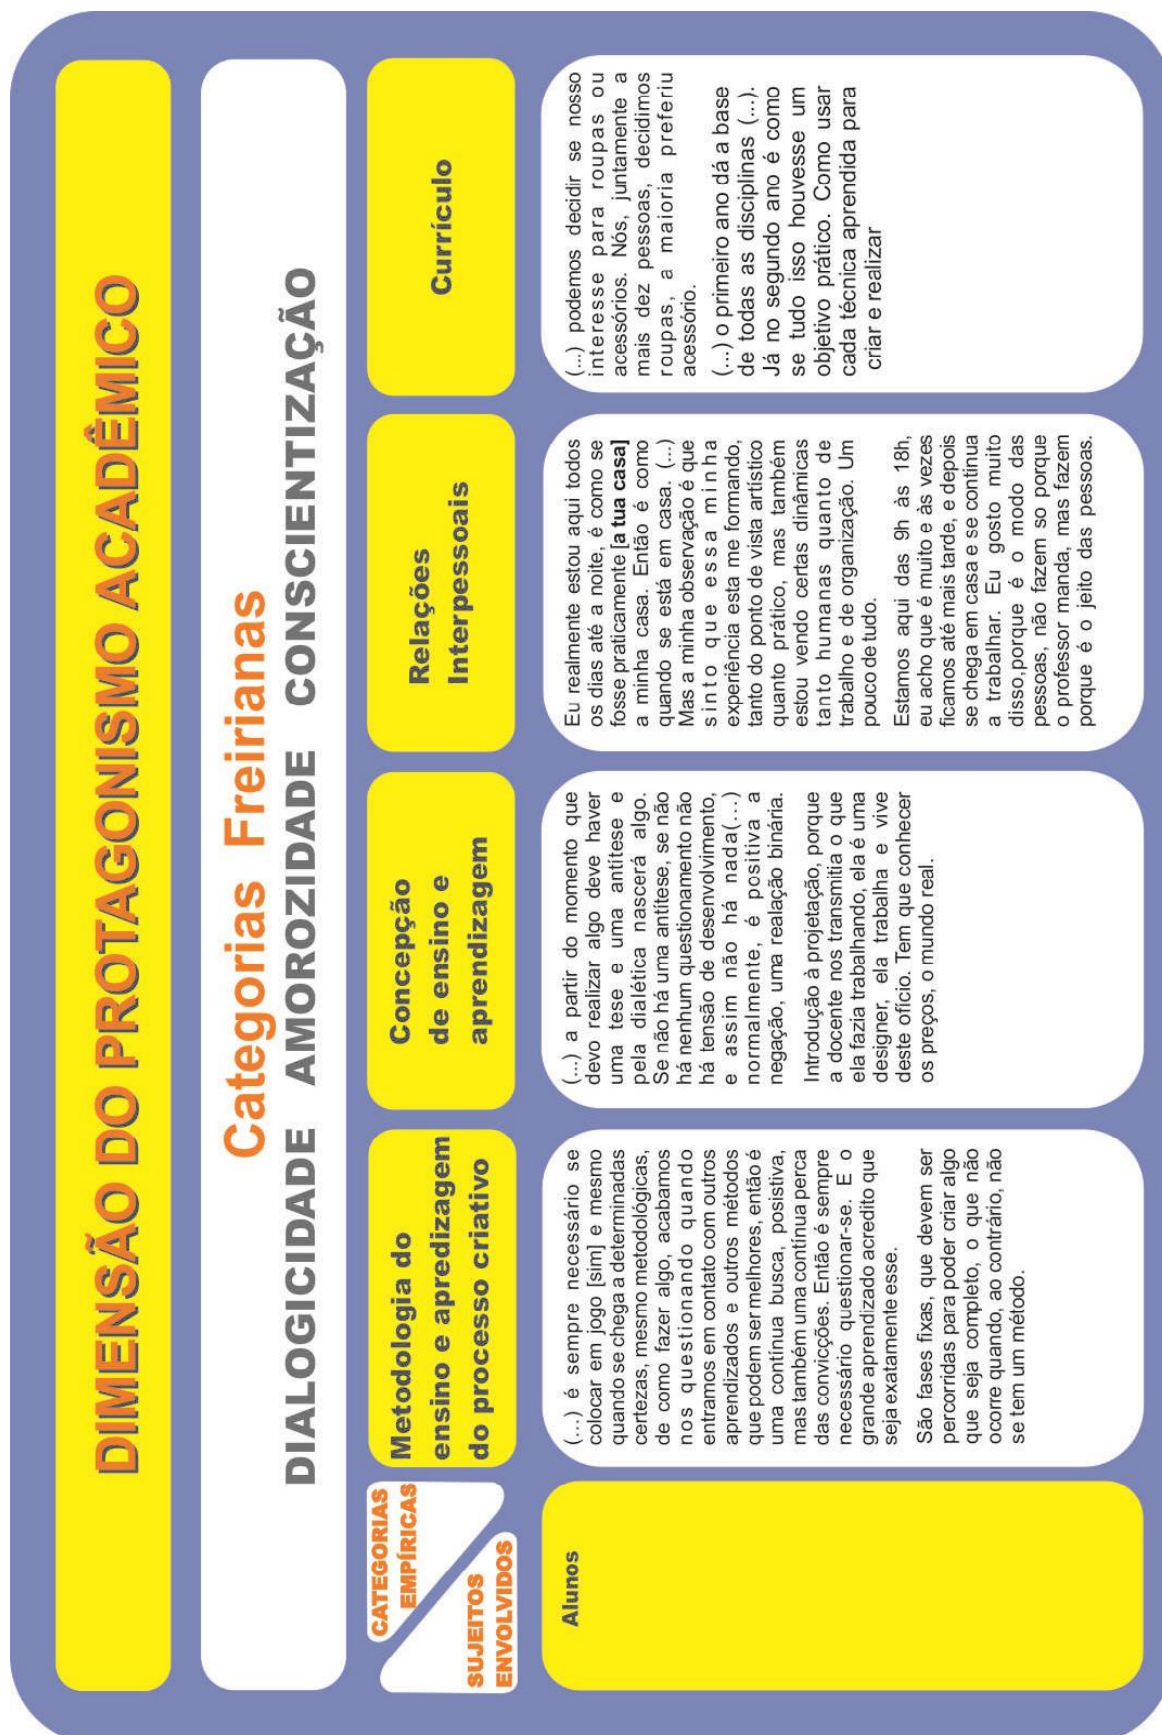 DIMENSÃO DO PROTAGONISMO ACADÊMICO
Categorias Freirianas
DIALOGICIDADE AMOROZIDADE CONSCIENTIZAÇÃO
CATEGORIAS
EMPÍRICAS
SUJEITOS
ENVOLVIDOS
Metodologia do
ensino e apredizagem
do processo criativo
Concepção
de ensino e
aprendizagem
Relações
Interpessoais
Currículo
Alunos
(...) é sempre necessário se
colocar em jogo [sim] e mesmo
quando se chega a determinadas
certezas, mesmo metodológicas,
de como fazer algo, acabamos
nos questionando quando
entramos em contato com outros
aprendizados e outros métodos
que podem ser melhores, então é
uma contínua busca, posistiva,
mas também uma continua perca
das convicções. Então é sempre
necessário questionar-se. E o
grande aprendizado acredito que
seja exatamente esse.
São fases fixas, que devem ser
percorridas para poder criar algo
que seja completo, o que não
ocorre quando, ao contrário, não
se tem um método.
(...) a partir do momento que
devo realizar algo deve haver
uma tese e uma antítese e
pela dialética nascerá algo.
Se não há uma antítese, se não
há nenhum questionamento não
há tensão de desenvolvimento,
e assim não há nada(...)
normalmente, é positiva a
negação, uma realação binária.
Introdução à projetação, porque
a docente nos transmitia o que
ela fazia trabalhando, ela é uma
designer, ela trabalha e vive
deste ofício. Tem que conhecer
os preços, o mundo real.
Eu realmente estou aqui todos
os dias até a noite, é como se
fosse praticamente [a tua casa]
a minha casa. Então é como
quando se está em casa. (...)
Mas a minha observação é que
sinto que essa minha
experiência esta me formando,
tanto do ponto de vista artístico
quanto prático, mas também
estou vendo certas dinâmicas
tanto humanas quanto de
trabalho e de organização. Um
pouco de tudo.
Estamos aqui das 9h às 18h,
eu acho que é muito e às vezes
ficamos até mais tarde, e depois
se chega em casa e se continua
a trabalhar. Eu gosto muito
disso,porque é o modo das
pessoas, não fazem so porque
o professor manda, mas fazem
porque é o jeito das pessoas.
(...) podemos decidir se nosso
interesse para roupas ou
acessórios. Nós, juntamente a
mais dez pessoas, decidimos
roupas, a maioria preferiu
acessório.
(...) o primeiro ano dá a base
de todas as disciplinas (...).
Já no segundo ano é como
se tudo isso houvesse um
objetivo prático. Como usar
cada técnica aprendida para
criar e realizar